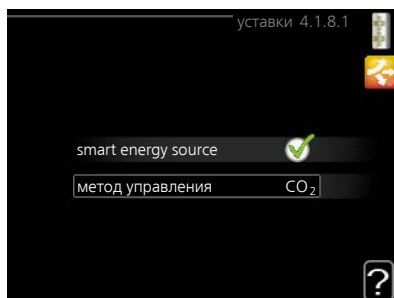 уставки 4.1.8.1
smart energy source
метод управления CO₂
?